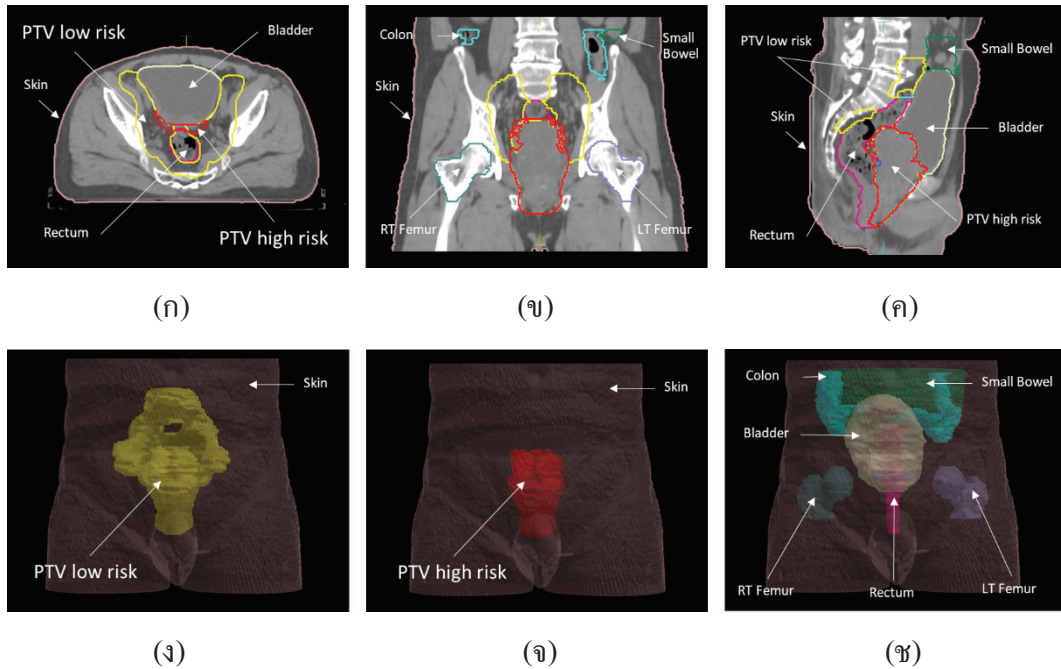 PTV low risk
Bladder
Skin
Rectum
PTV high risk
(ก)
Colon
Small
Bowel
Skin
RT Femur
LT Femur
(ข)
PTV low risk
Small Bowel
Skin
Bladder
Rectum
PTV high risk
(ค)
Skin
PTV low risk
(ง)
Skin
PTV high risk
(จ)
Colon
Small Bowel
Bladder
RT Femur
Rectum
LT Femur
(ช)